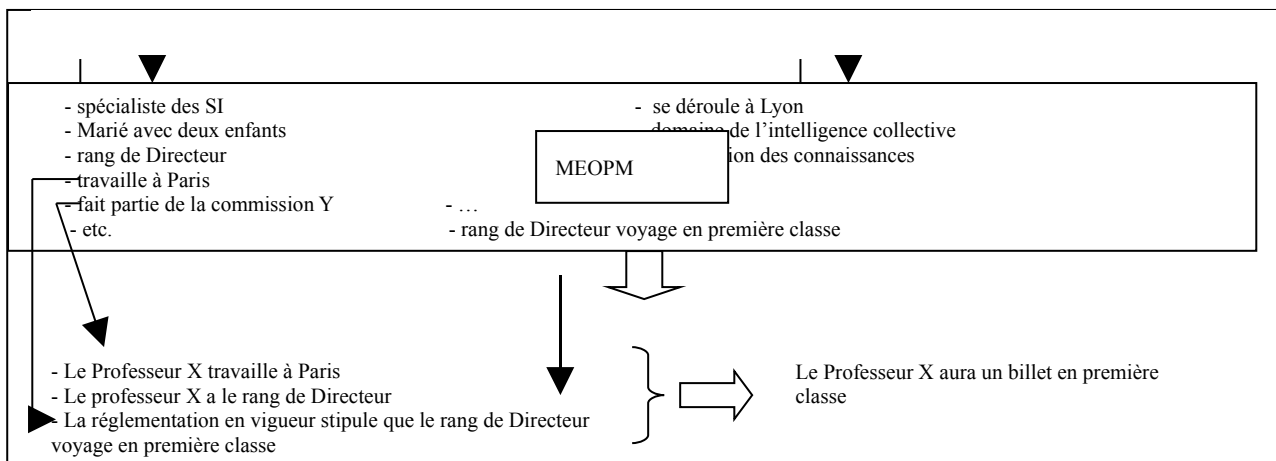 - spécialiste des SI
- Marié avec deux enfants
- rang de Directeur
- travaille à Paris
- fait partie de la commission Y
- etc.
- se déroule à Lyon
domaine de l’intelligence collective
des connaissances
MEOPM
- …
- rang de Directeur voyage en première classe
- Le Professeur X travaille à Paris
- Le professeur X a le rang de Directeur
- La réglementation en vigueur stipule que le rang de Directeur
voyage en première classe
Le Professeur X aura un billet en première
classe